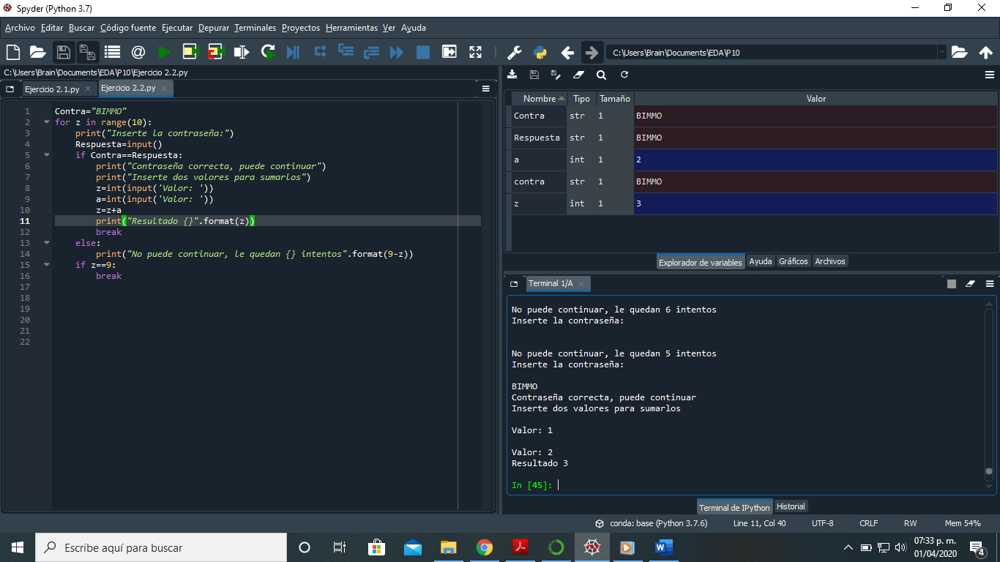 Spyder (Python 3.7)
Archivo Editar Buscar Código fuente Ejecutar Depurar Terminales Proyectos Herramientas Ver Ayuda
C:\Users\Brain\Documents\EDA\P10
C:\Users\Brain\Documents\EDA\P10\Ejercicio 2.2.py
Ejercicio 2.1.py
Ejercicio 2.2.py
1 Contra="BIMMO"
2 for z in range(10):
3 print("Inserte la contraseña:")
4 Respuesta=input()
5 if Contra==Respuesta:
6 print("Contraseña correcta, puede continuar")
7 print("Inserte dos valores para sumarlos")
8 z=int(input('Valor: '))
9 a=int(input('Valor: '))
10 z=z+a
11 print("Resultado {}".format(z))
12 break
13 else:
14 print("No puede continuar, le quedan {} intentos".format(9-z))
15 if z==9:
16 break
17
18
19
20
21
22
Nombre Tipo Tamaño Valor
Contra str 1 BIMMO
Respuesta str 1 BIMMO
a int 1 2
contra str 1 BIMMO
z int 1 3
Explorador de variables Ayuda Gráficos Archivos
Terminal 1/A
No puede continuar, le quedan 6 intentos
Inserte la contraseña:
No puede continuar, le quedan 5 intentos
Inserte la contraseña:
BIMMO
Contraseña correcta, puede continuar
Inserte dos valores para sumarlos
Valor: 1
Valor: 2
Resultado 3
In [45]:
Terminal de IPython Historial
conda: base (Python 3.7.6) Line 11, Col 40 UTF-8 CRLF RW Mem 54%
Escribe aquí para buscar
07:33 p. m.
01/04/2020
4